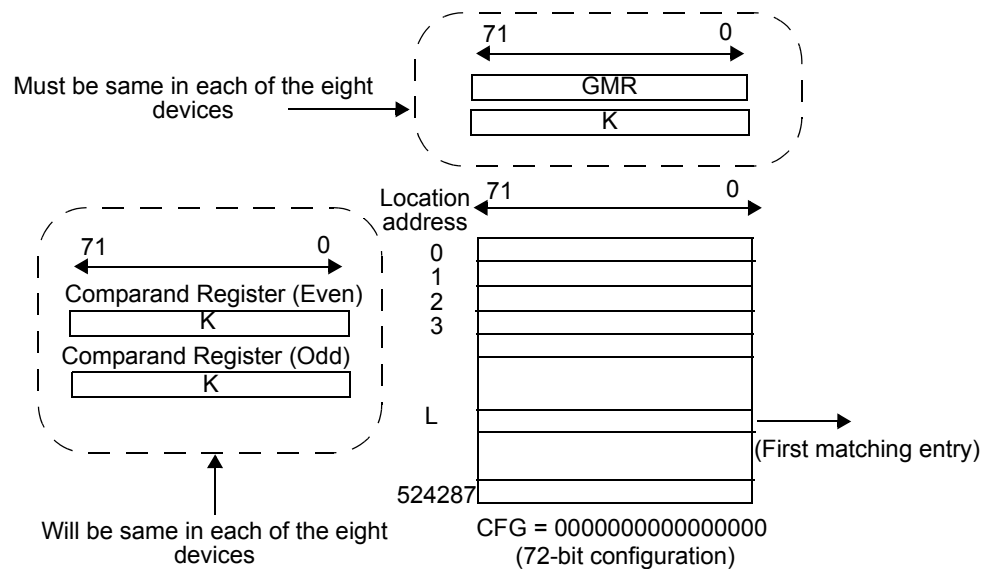 71 0
Must be same in each of the eight
devices
GMR
K
Location
address
71 0
0
1
2
3
L
524287
(First matching entry)
CFG = 0000000000000000
(72-bit configuration)
71 0
Comparand Register (Even)
K
Comparand Register (Odd)
K
Will be same in each of the eight
devices